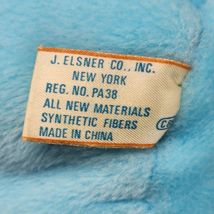 J. ELSNER CO., INC.
NEW YORK
REG. NO. PA38
ALL NEW MATERIALS
SYNTHETIC FIBERS
MADE IN CHINA